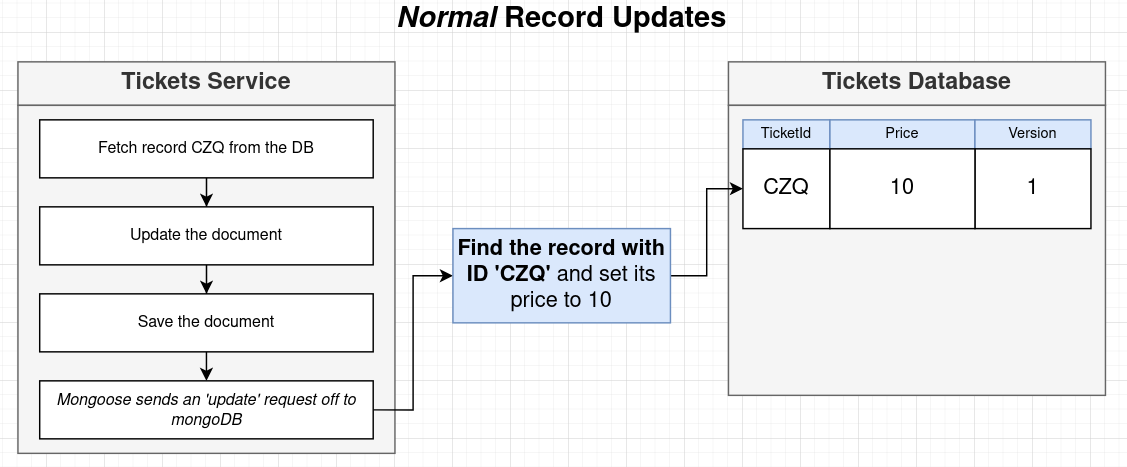 Normal Record Updates
Tickets Service
Fetch record CZQ from the DB
Update the document
Save the document
Mongoose sends an 'update' request off to
mongoDB
Find the record with
ID 'CZQ' and set its
price to 10
Tickets Database
TicketId Price Version
CZQ 10 1